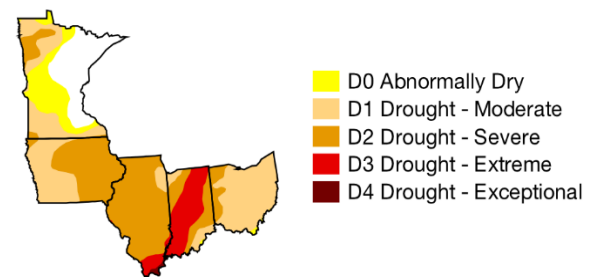 D0 Abnormally Dry
D1 Drought - Moderate
D2 Drought - Severe
D3 Drought - Extreme
D4 Drought - Exceptional